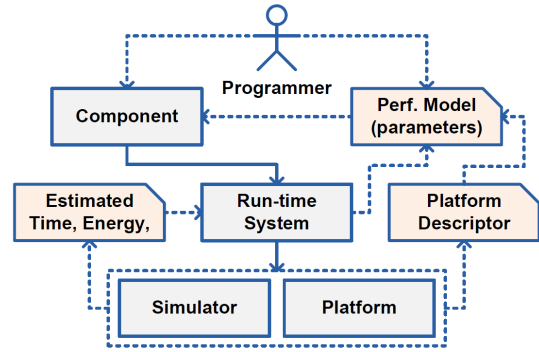 Programmer
Component
Perf. Model
(parameters)
Estimated
Time, Energy,
Run-time
System
Platform
Descriptor
Simulator
Platform